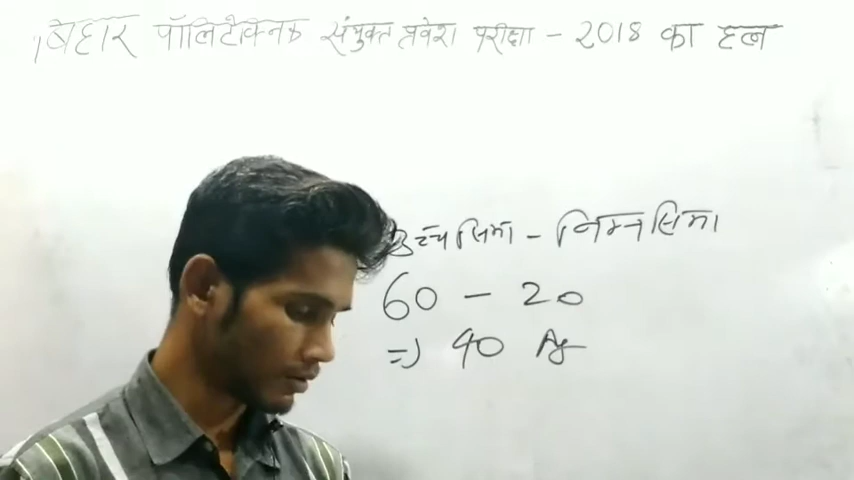 बिहार पॉलिटेक्निक संयुक्त प्रवेश परीक्षा - 2018 का हल
उच्चसिमा - निम्नसिमा
60 - 20
=) 40 Ag